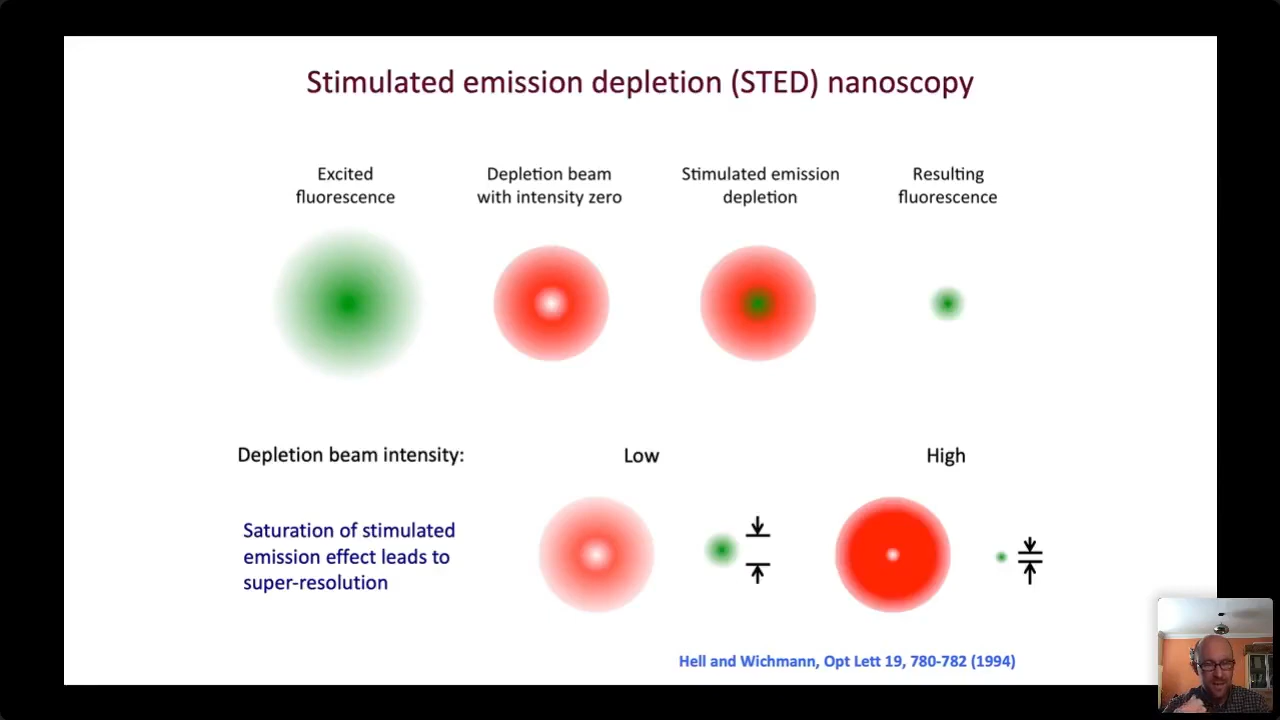 Stimulated emission depletion (STED) nanoscopy
Excited
fluorescence
Depletion beam
with intensity zero
Stimulated emission
depletion
Resulting
fluorescence
Depletion beam intensity:
Low
High
Saturation of stimulated
emission effect leads to
super-resolution
Hell and Wichmann, Opt Lett 19, 780-782 (1994)